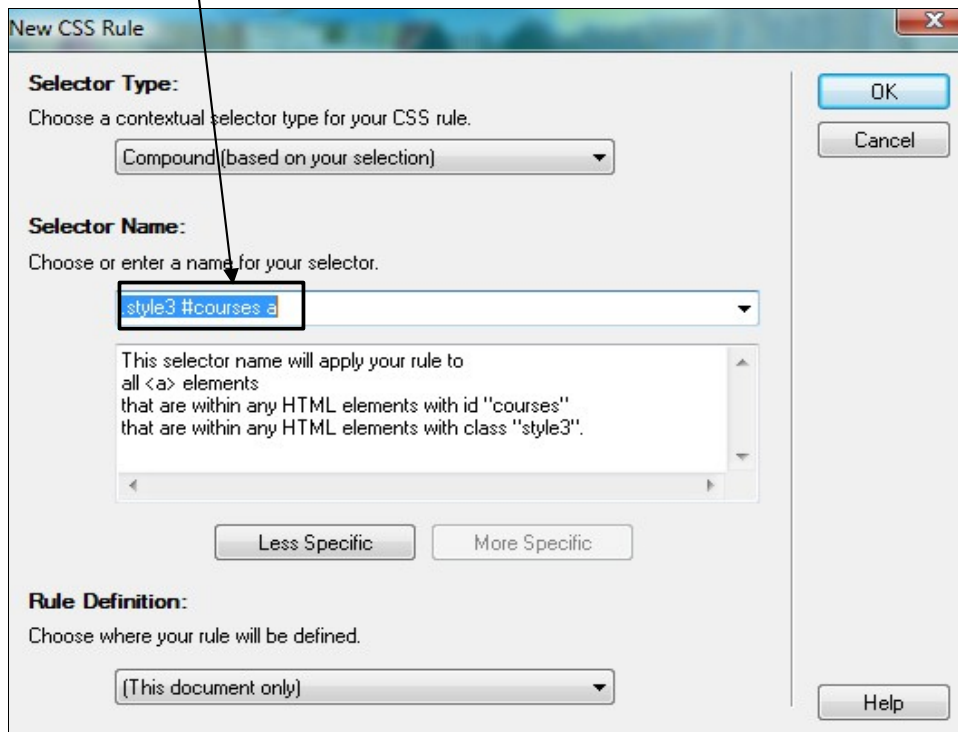 New CSS Rule
Selector Type:
Choose a contextual selector type for your CSS rule.
Compound (based on your selection)
OK
Cancel
Selector Name:
Choose or enter a name for your selector.
.style3 #courses a
This selector name will apply your rule to
all <a> elements
that are within any HTML elements with id "courses"
that are within any HTML elements with class "style3".
Less Specific
More Specific
Rule Definition:
Choose where your rule will be defined.
(This document only)
Help